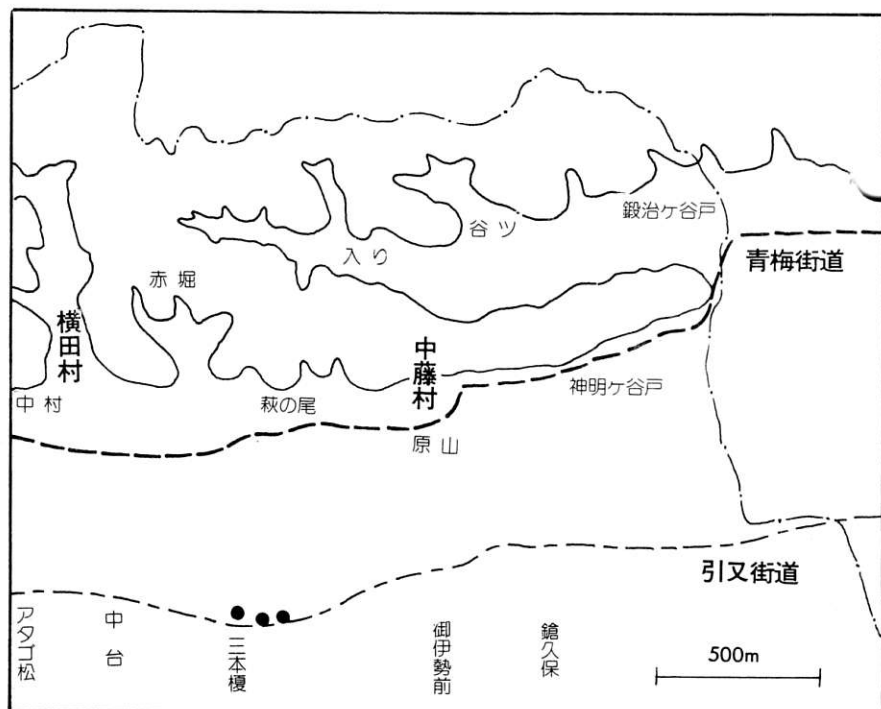 鍛治ヶ谷戸
谷ツ
入り
青梅街道
赤堀
横田村
中藤村
中村
萩の尾
神明ヶ谷戸
原山
引又街道
アタゴ松
中台
三本榎
御伊勢前
鎗久保
500m